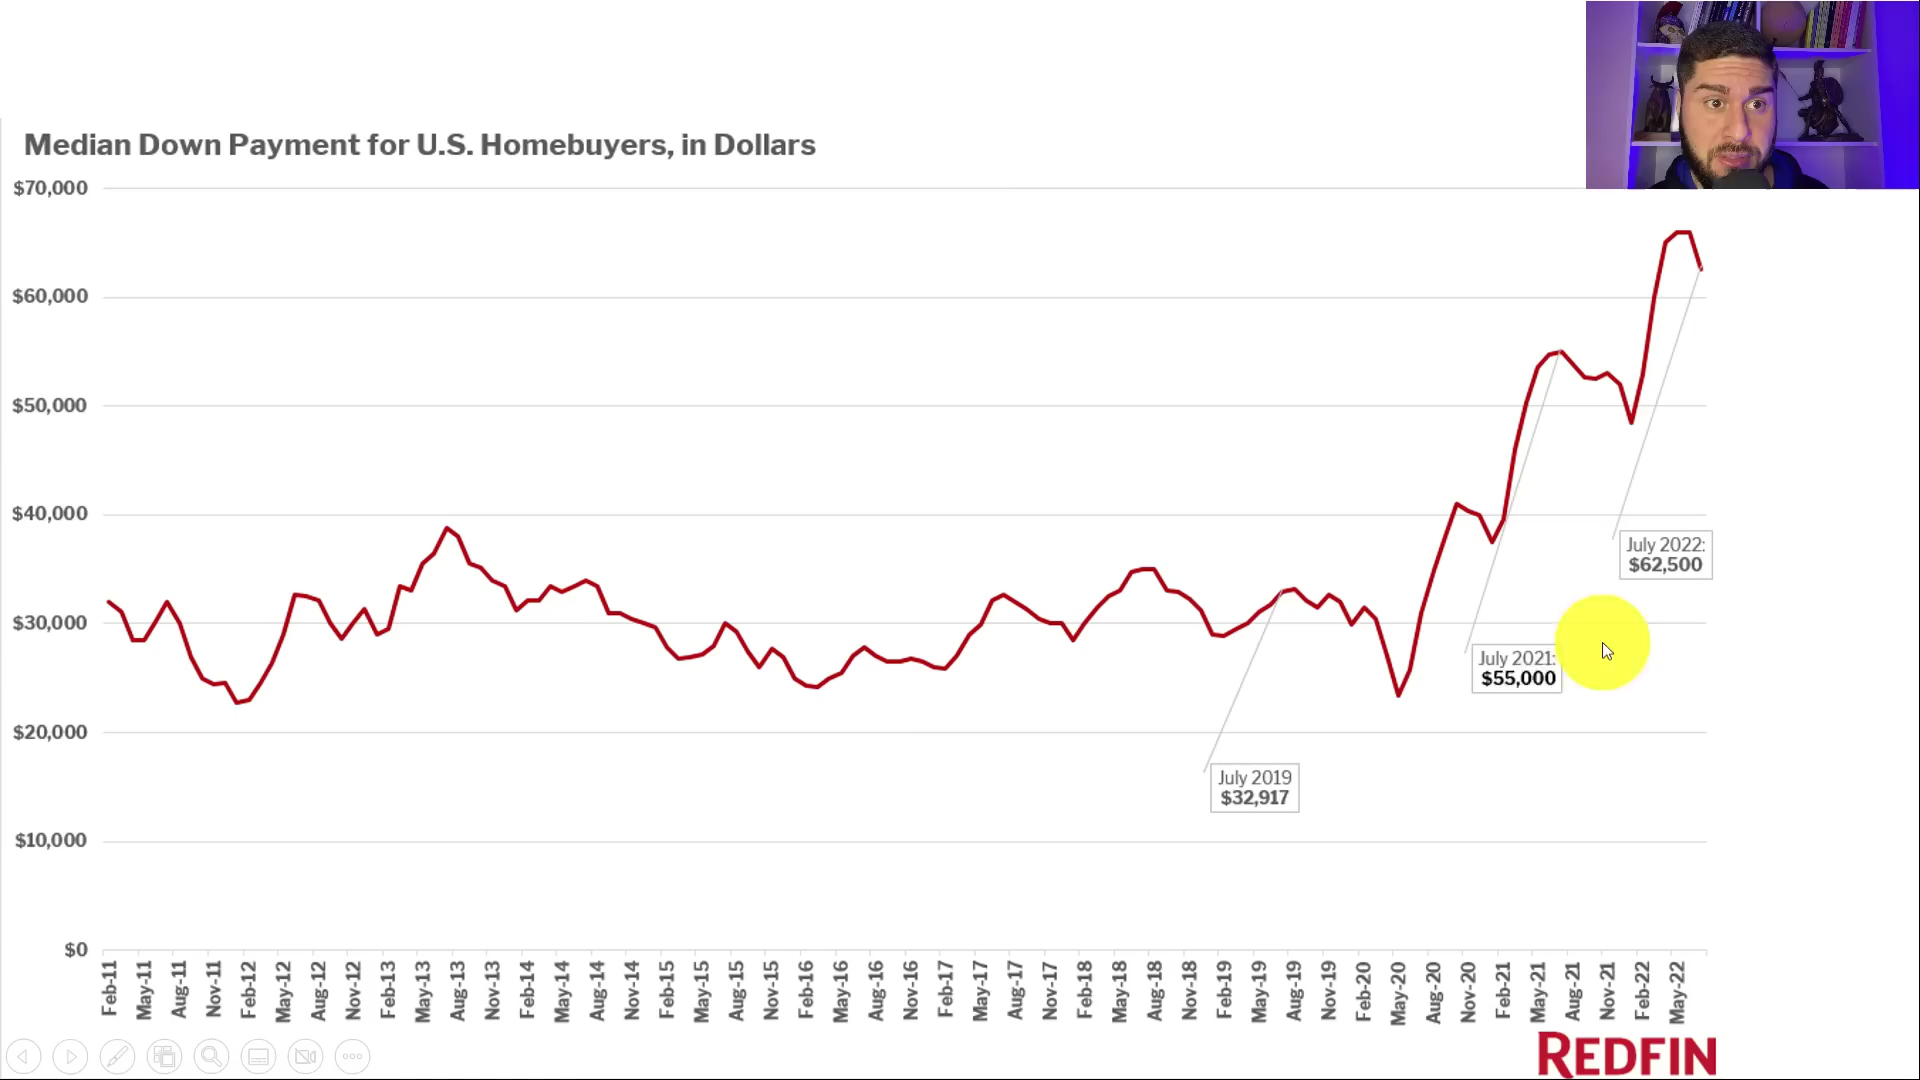 Median Down Payment for U.S. Homebuyers, in Dollars
$70,000
$60,000
$50,000
$40,000
$30,000
$20,000
$10,000
$0
July 2022:
$62,500
July 2021:
$55,000
July 2019
$32,917
Feb-11
May-11
Aug-11
Nov-11
Feb-12
May-12
Aug-12
Nov-12
Feb-13
May-13
Aug-13
Nov-13
Feb-14
May-14
Aug-14
Nov-14
Feb-15
May-15
Aug-15
Nov-15
Feb-16
May-16
Aug-16
Nov-16
Feb-17
May-17
Aug-17
Nov-17
Feb-18
May-18
Aug-18
Nov-18
Feb-19
May-19
Aug-19
Nov-19
Feb-20
May-20
Aug-20
Nov-20
Feb-21
May-21
Aug-21
Nov-21
Feb-22
May-22
REDFIN